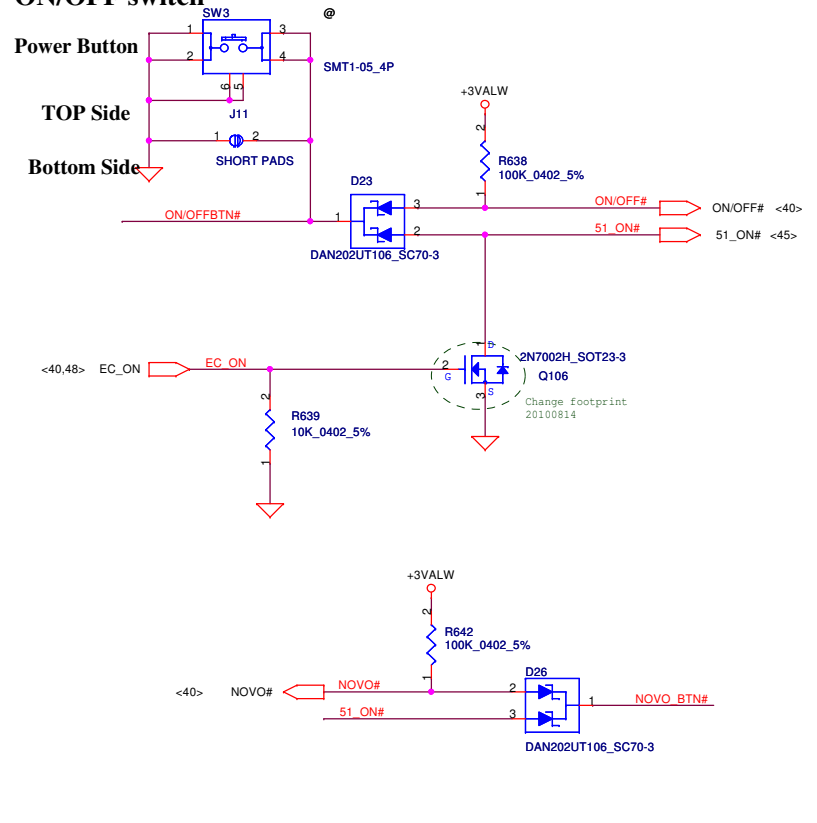 ON/OFF switch
SW3
@
1
3
Power Button
2
4
SMT1-05_4P
6
5
+3VALW
TOP Side
J11
1
2
2
Bottom Side
SHORT PADS
R638
100K_0402_5%
D23
1
3
ON/OFF#
ON/OFF# <40>
ON/OFFBTN#
1
2
51_ON#
51_ON# <45>
DAN202UT106_SC70-3
1
D
2N7002H_SOT23-3
<40,48> EC_ON
EC_ON
2
G
Q106
3
S
2
Change footprint
20100814
R639
10K_0402_5%
1
+3VALW
2
R642
100K_0402_5%
1
D26
<40> NOVO#
NOVO#
2
1
NOVO_BTN#
51_ON#
3
DAN202UT106_SC70-3